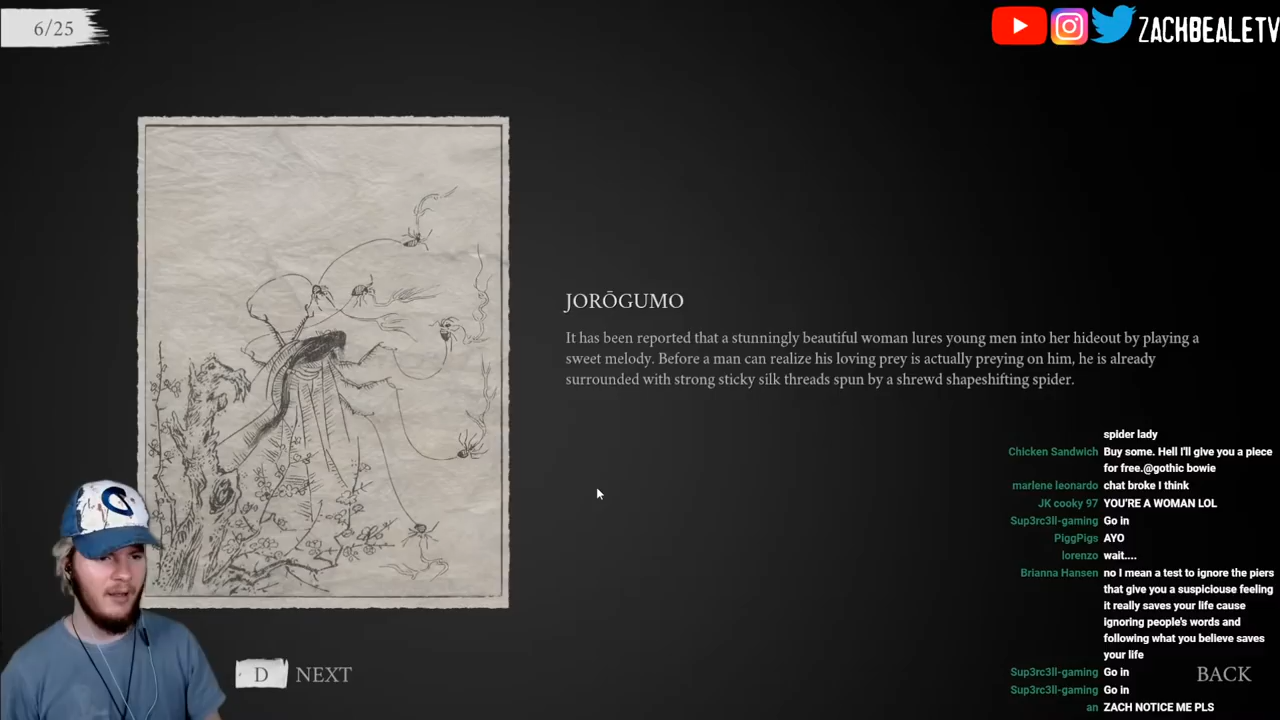 6/25
ZACHBEALETV
JORŌGUMO
It has been reported that a stunningly beautiful woman lures young men into her hideout by playing a
sweet melody. Before a man can realize his loving prey is actually preying on him, he is already
surrounded with strong sticky silk threads spun by a shrewd shapeshifting spider.
spider lady
Chicken Sandwich Buy some. Hell I'll give you a piece
for free.@gothic bowie
marlene leonardo chat broke I think
JK cooky 97 YOU'RE A WOMAN LOL
Sup3rc3ll-gaming Go in
PiggPigs AYO
lorenzo wait....
Brianna Hansen no I mean a test to ignore the piers
that give you a suspiciouse feeling
it really saves your life cause
ignoring people's words and
following what you believe saves
your life
Sup3rc3ll-gaming Go in
Sup3rc3ll-gaming Go in
an ZACH NOTICE ME PLS
D NEXT
BACK